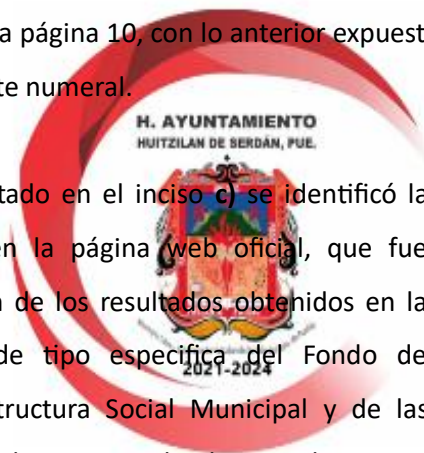 a página 10, con lo anterior expuest
te numeral.
H. AYUNTAMIENTO
HUITZILAN DE SERDÁN, PUE.
tado en el inciso c) se identificó la
en la página web oficial, que fue
de los resultados obtenidos en la
de tipo especifica del Fondo de
2021-2024
structura Social Municipal y de las